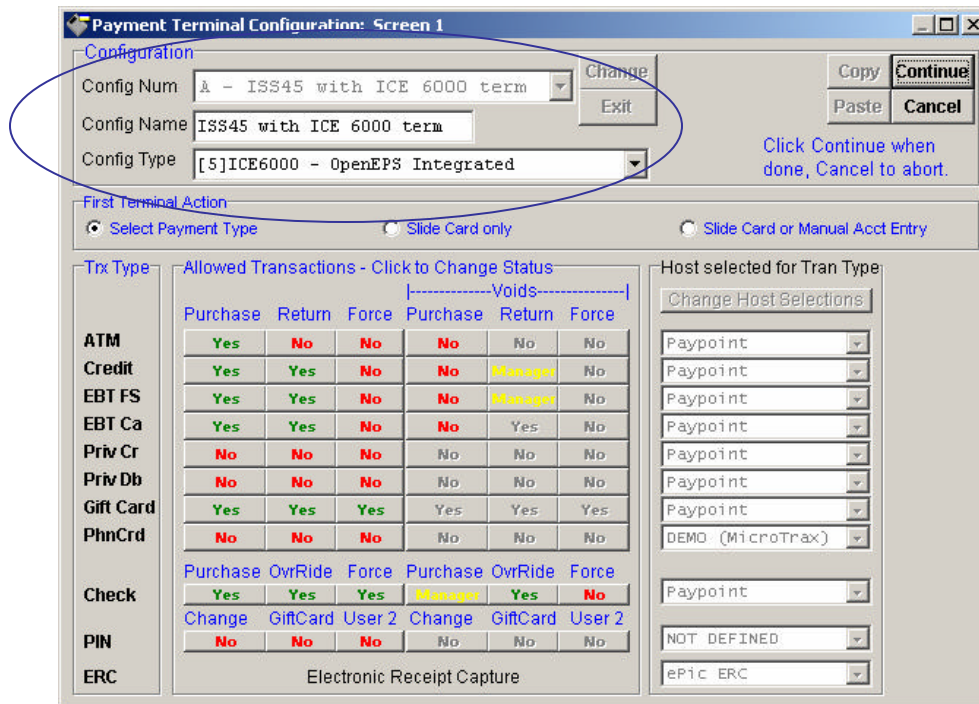 Payment Terminal Configuration: Screen 1
Configuration
Config Num A - ISS45 with ICE 6000 term Change Copy Continue
Exit Paste Cancel
Config Name ISS45 with ICE 6000 term
Config Type [5]ICE6000 - OpenEPS Integrated
Click Continue when
done, Cancel to abort.
First Terminal Action
Select Payment Type Slide Card only Slide Card or Manual Acct Entry
Trx Type Allowed Transactions - Click to Change Status Host selected for Tran Type
|-------------Voids--------------|
Change Host Selections
Purchase Return Force Purchase Return Force
ATM Yes No No No No No Paypoint
Credit Yes Yes No No Manager No Paypoint
EBT FS Yes Yes No No Manager No Paypoint
EBT Ca Yes Yes No No Yes No Paypoint
Priv Cr No No No No No No Paypoint
Priv Db No No No No No No Paypoint
Gift Card Yes Yes Yes Yes Yes Yes Paypoint
PhnCrd No No No No No No DEMO (MicroTrax)
Purchase OvrRide Force Purchase OvrRide Force
Check Yes Yes Yes Manager Yes No Paypoint
Change GiftCard User 2 Change GiftCard User 2
PIN No No No No No No NOT DEFINED
ERC Electronic Receipt Capture ePic ERC